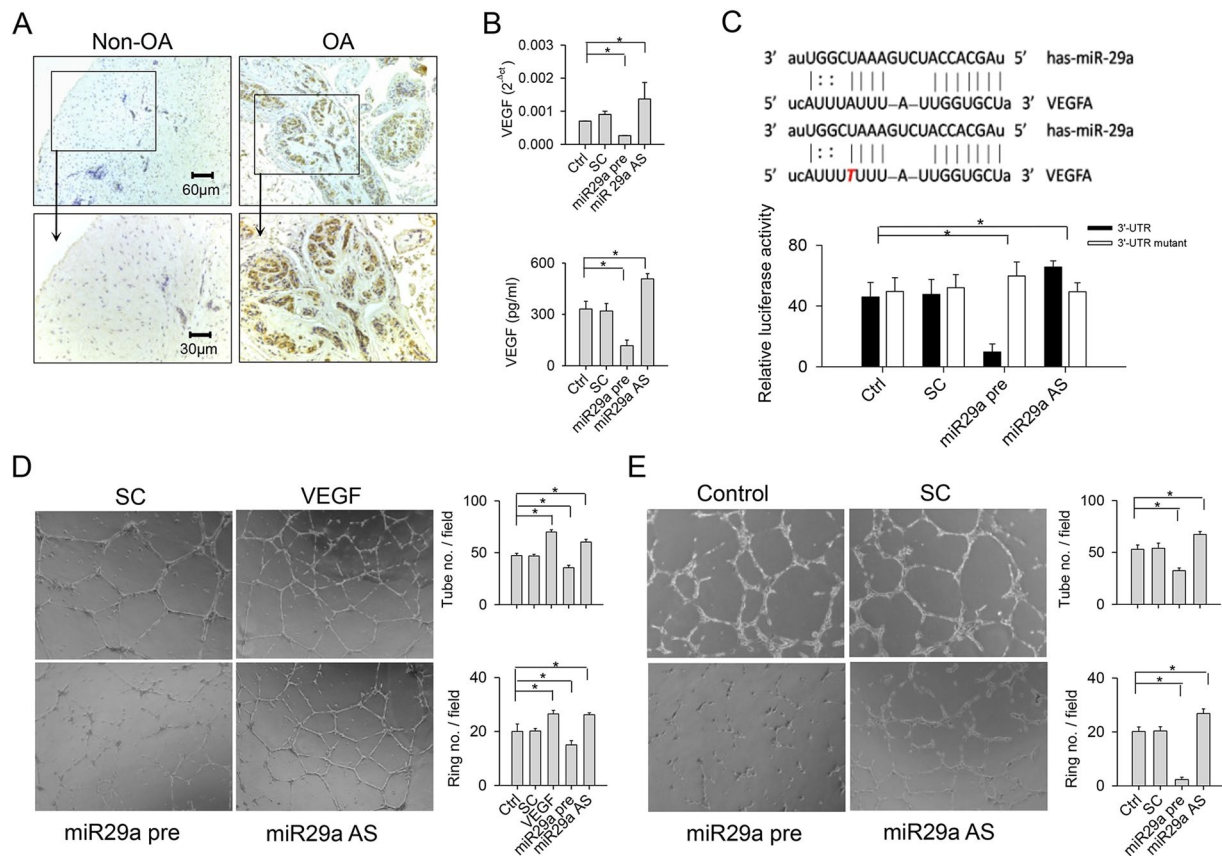 A
Non-OA
OA
60µm
30µm
B
0.003
0.002
0.001
0.000
VEGF (2^-Δct)
*
*
Ctrl
SC
miR29a pre
miR 29a AS
600
300
0
VEGF (pg/ml)
*
*
Ctrl
SC
miR29a pre
miR29a AS
C
3' auUGGCUAAAGUCUACCACGAu 5' has-miR-29a
5' ucAUUUAUUU—A—UUGGUGCUa 3' VEGFA
3' auUGGCUAAAGUCUACCACGAu 5' has-miR-29a
5' ucAUUUTUUU—A—UUGGUGCUa 3' VEGFA
3'-UTR
3'-UTR mutant
*
*
80
40
0
Relative luciferase activity
Ctrl
SC
miR29a pre
miR29a AS
D
SC
VEGF
miR29a pre
miR29a AS
100
50
0
Tube no. / field
*
*
*
40
20
0
Ring no. / field
*
*
*
Ctrl
SC
VEGF
miR29a pre
miR29a AS
E
Control
SC
miR29a pre
miR29a AS
100
50
0
Tube no. / field
*
*
40
20
0
Ring no. / field
*
*
Ctrl
SC
miR29a pre
miR29a AS